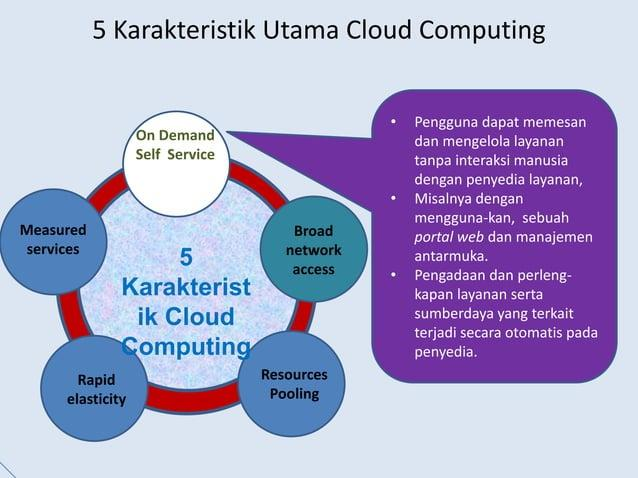 5 Karakteristik Utama Cloud Computing
On Demand
Self Service
Measured
services
Broad
network
access
5
Karakterist
ik Cloud
Computing
Rapid
elasticity
Resources
Pooling
• Pengguna dapat memesan
dan mengelola layanan
tanpa interaksi manusia
dengan penyedia layanan,
• Misalnya dengan
mengguna-kan, sebuah
portal web dan manajemen
antarmuka.
• Pengadaan dan perleng-
kapan layanan serta
sumberdaya yang terkait
terjadi secara otomatis pada
penyedia.